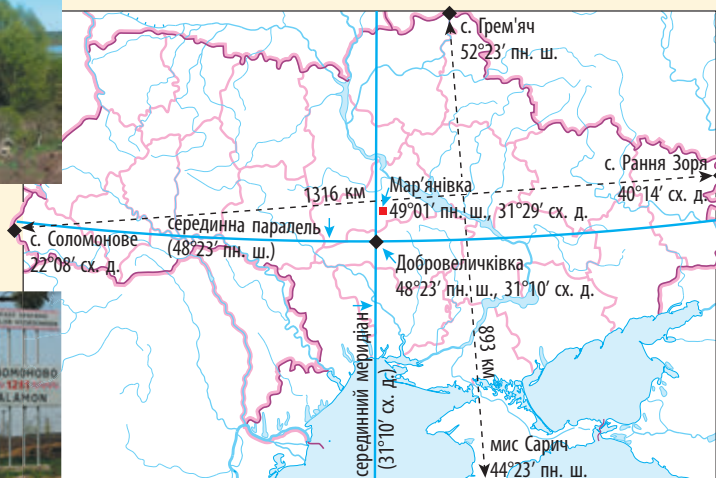 с. Грем'яч
52°23′ пн. ш.
с. Рання Зоря
40°14′ сх. д.
1316 км
Мар'янівка
49°01′ пн. ш., 31°29′ сх. д.
серединна паралель
(48°23′ пн. ш.)
с. Соломонове
22°08′ сх. д.
Добровеличківка
48°23′ пн. ш., 31°10′ сх. д.
893 км
серединний меридіан
(31°10′ сх. д.)
мис Сарич
44°23′ пн. ш.